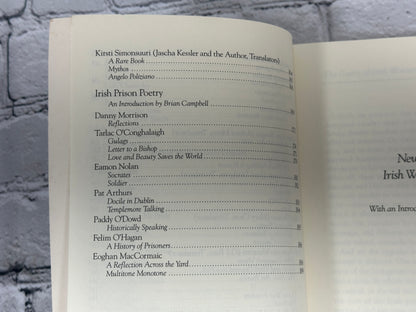 Kirsti Simonsuuti (Jascha Kessler and the Author, Translators)
A Rare Book
Mythos
Angelo Poliziano
Irish Prison Poetry
An Introduction by Brian Campbell
Danny Morrison
Reflections
Tarlac O'Conghalaigh
Gulags
Letter to a Bishop
Love and Beauty Saves the World
Eamon Nolan
Socrates
Soldier
Pat Arthurs
Docile in Dublin
Templemore Talking
Paddy O'Dowd
Historically Speaking
Felim O'Hagan
A History of Prisoners
Eoghan MacCormaic
A Reflection Across the Yard
Multitone Monotone
New
Irish W
With an Introd